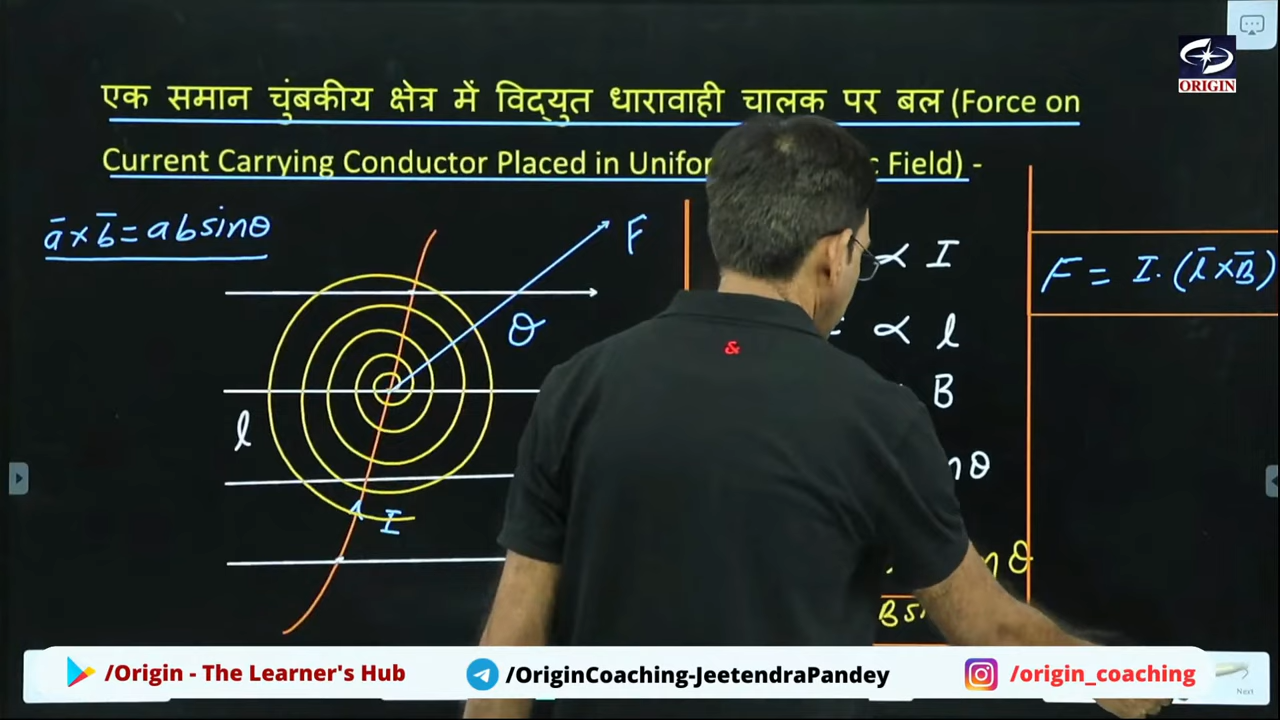 ORIGIN
एक समान चुंबकीय क्षेत्र में विद्युत धारावाही चालक पर बल (Force on
Current Carrying Conductor Placed in Field) -
ā × b̄ = ab sinθ
F
θ
l
I
∝ I
∝ l
B
θ
θ
F = I. (l̄ × B̄)
/Origin - The Learner's Hub
/OriginCoaching-JeetendraPandey
/origin_coaching
Next